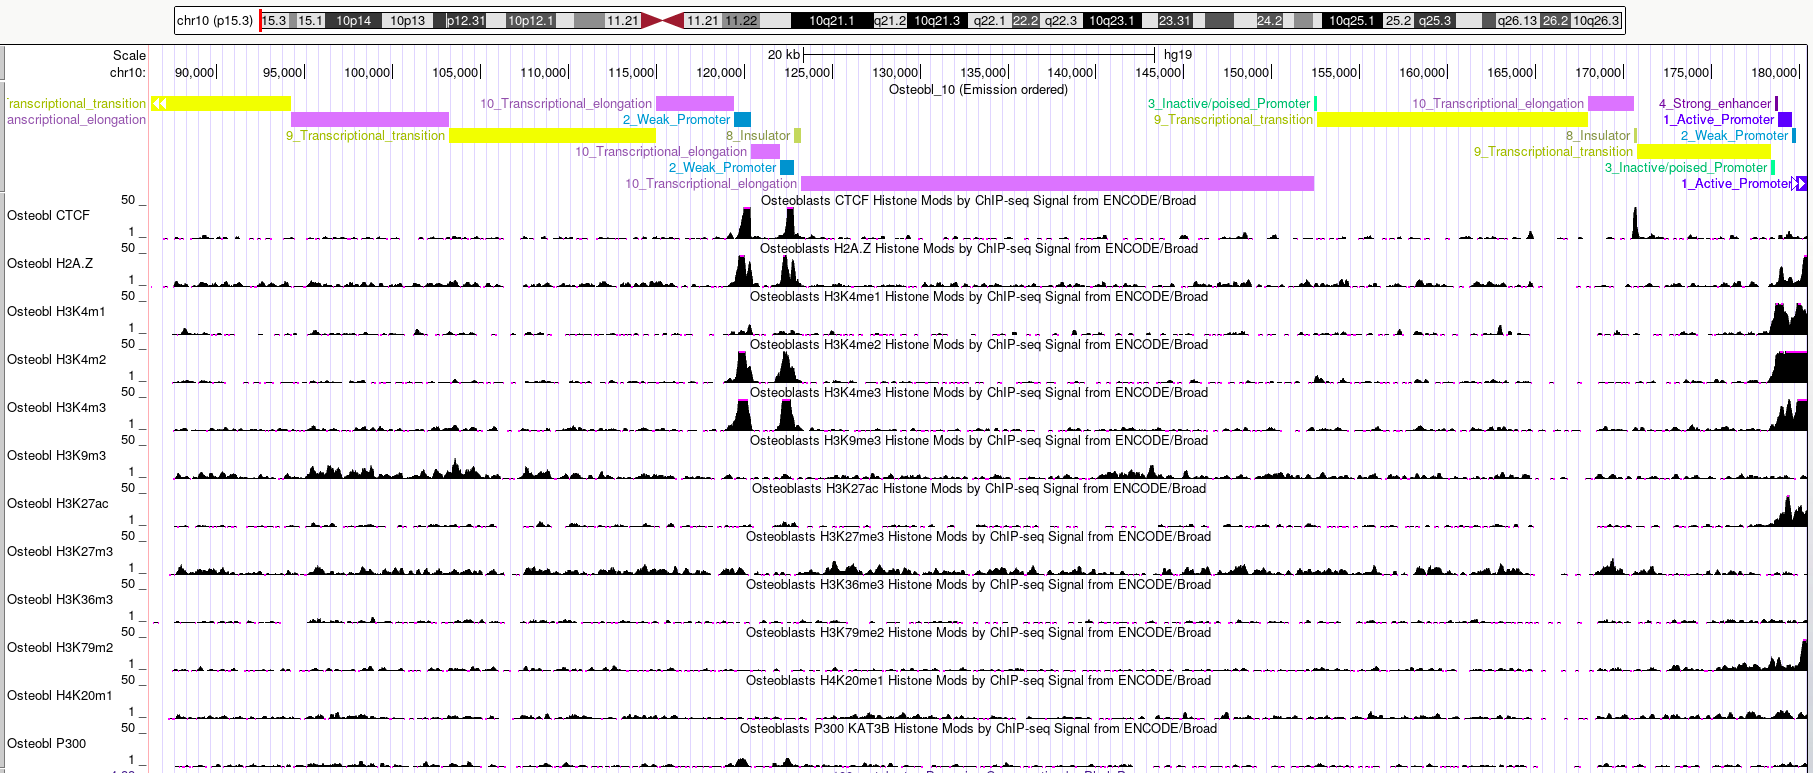 chr10 (p15.3) 15.3 15.1 10p14 10p13 p12.31 10p12.1 11.21 11.21 11.22 10q21.1 q21.2 10q21.3 q22.1 22.2 q22.3 10q23.1 23.31 24.2 10q25.1 25.2 q25.3 q26.13 26.2 10q26.3
Scale 20 kb hg19
chr10: 90,000 95,000 100,000 105,000 110,000 115,000 120,000 125,000 130,000 135,000 140,000 145,000 150,000 155,000 160,000 165,000 170,000 175,000 180,000
Osteobl_10 (Emission ordered)
ranscriptional_transition 10_Transcriptional_elongation 3_Inactive/poised_Promoter 10_Transcriptional_elongation 4_Strong_enhancer
anscriptional_elongation 2_Weak_Promoter 9_Transcriptional_transition 1_Active_Promoter
9_Transcriptional_transition 8_Insulator 8_Insulator 2_Weak_Promoter
10_Transcriptional_elongation 9_Transcriptional_transition
2_Weak_Promoter 3_Inactive/poised_Promoter
10_Transcriptional_elongation 1_Active_Promoter
50 _ Osteoblasts CTCF Histone Mods by ChIP-seq Signal from ENCODE/Broad
Osteobl CTCF
1 _
50 _ Osteoblasts H2A.Z Histone Mods by ChIP-seq Signal from ENCODE/Broad
Osteobl H2A.Z
1 _
50 _ Osteoblasts H3K4me1 Histone Mods by ChIP-seq Signal from ENCODE/Broad
Osteobl H3K4m1
1 _
50 _ Osteoblasts H3K4me2 Histone Mods by ChIP-seq Signal from ENCODE/Broad
Osteobl H3K4m2
1 _
50 _ Osteoblasts H3K4me3 Histone Mods by ChIP-seq Signal from ENCODE/Broad
Osteobl H3K4m3
1 _
50 _ Osteoblasts H3K9me3 Histone Mods by ChIP-seq Signal from ENCODE/Broad
Osteobl H3K9m3
1 _
50 _ Osteoblasts H3K27ac Histone Mods by ChIP-seq Signal from ENCODE/Broad
Osteobl H3K27ac
1 _
50 _ Osteoblasts H3K27me3 Histone Mods by ChIP-seq Signal from ENCODE/Broad
Osteobl H3K27m3
1 _
50 _ Osteoblasts H3K36me3 Histone Mods by ChIP-seq Signal from ENCODE/Broad
Osteobl H3K36m3
1 _
50 _ Osteoblasts H3K79me2 Histone Mods by ChIP-seq Signal from ENCODE/Broad
Osteobl H3K79m2
1 _
50 _ Osteoblasts H4K20me1 Histone Mods by ChIP-seq Signal from ENCODE/Broad
Osteobl H4K20m1
1 _
50 _ Osteoblasts P300 KAT3B Histone Mods by ChIP-seq Signal from ENCODE/Broad
Osteobl P300
1 _